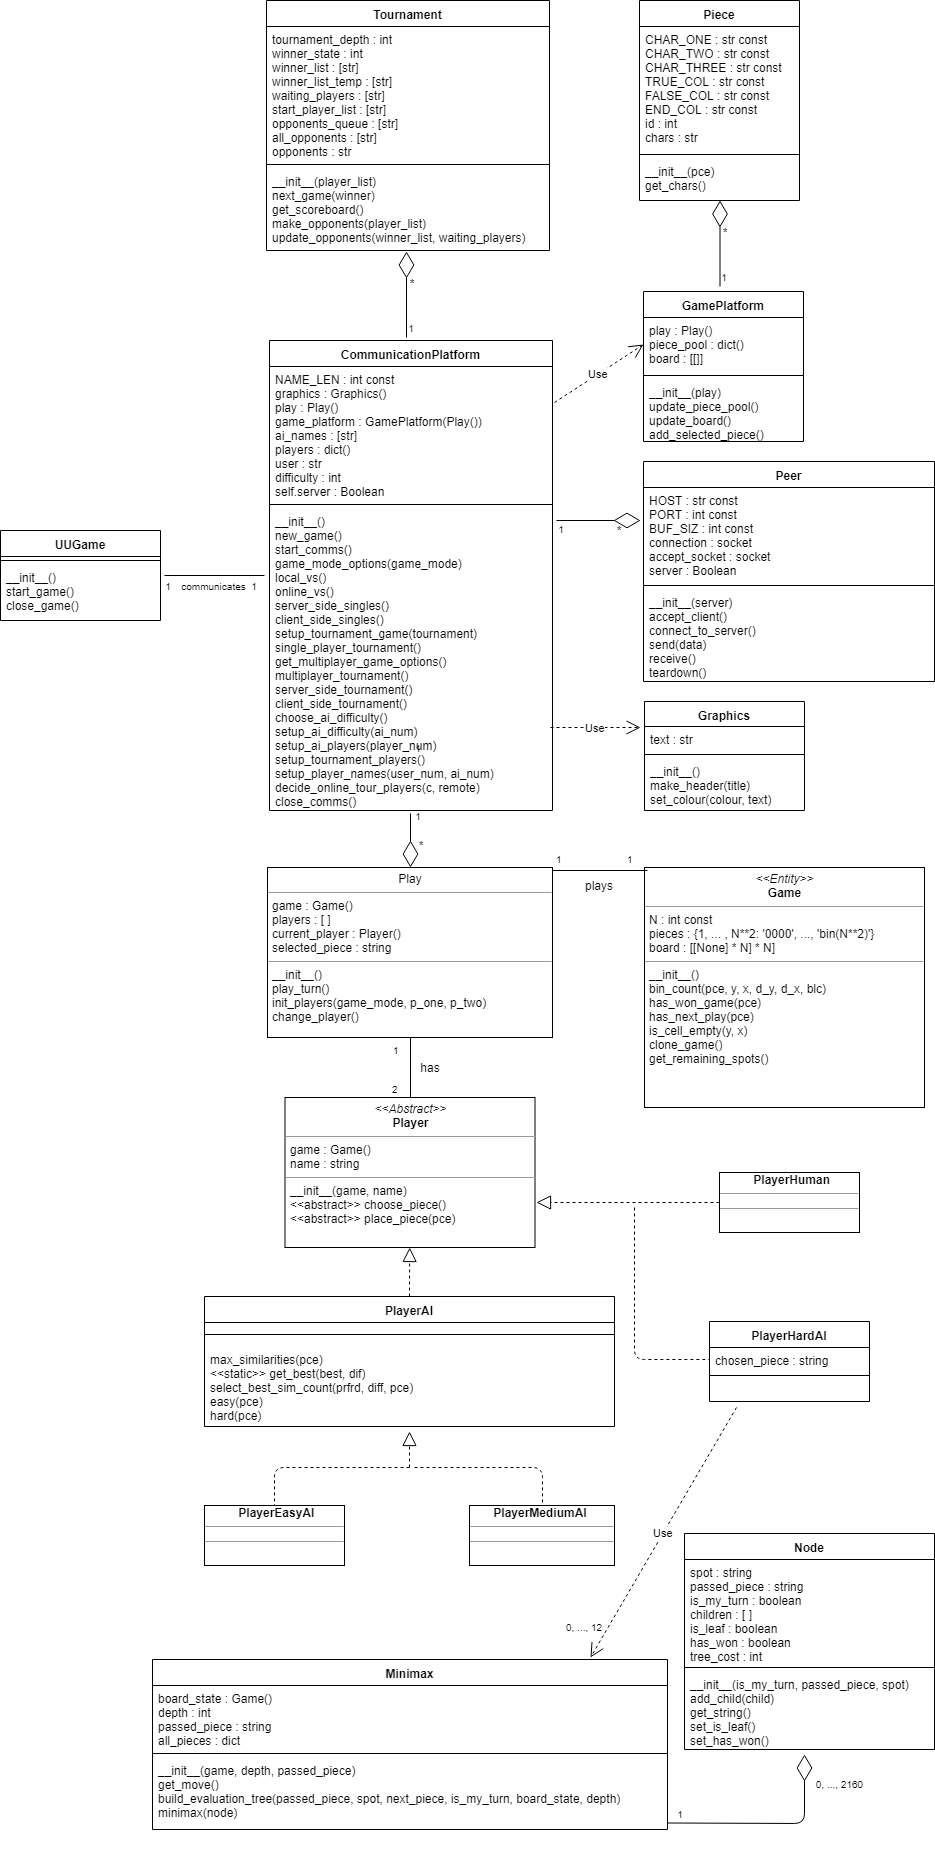 Tournament
tournament_depth : int
winner_state : int
winner_list : [str]
winner_list_temp : [str]
waiting_players : [str]
start_player_list : [str]
opponents_queue : [str]
all_opponents : [str]
opponents : str
__init__(player_list)
next_game(winner)
get_scoreboard()
make_opponents(player_list)
update_opponents(winner_list, waiting_players)
*
1
Piece
CHAR_ONE : str const
CHAR_TWO : str const
CHAR_THREE : str const
TRUE_COL : str const
FALSE_COL : str const
END_COL : str const
id : int
chars : str
__init__(pce)
get_chars()
*
1
GamePlatform
play : Play()
piece_pool : dict()
board : [[]]
__init__(play)
update_piece_pool()
update_board()
add_selected_piece()
CommunicationPlatform
NAME_LEN : int const
graphics : Graphics()
play : Play()
game_platform : GamePlatform(Play())
ai_names : [str]
players : dict()
user : str
difficulty : int
self.server : Boolean
__init__()
new_game()
start_comms()
game_mode_options(game_mode)
local_vs()
online_vs()
server_side_singles()
client_side_singles()
setup_tournament_game(tournament)
single_player_tournament()
get_multiplayer_game_options()
multiplayer_tournament()
server_side_tournament()
client_side_tournament()
choose_ai_difficulty()
setup_ai_difficulty(ai_num)
setup_ai_players(player_num)
setup_tournament_players()
setup_player_names(user_num, ai_num)
decide_online_tour_players(c, remote)
close_comms()
Use
1
*
Peer
HOST : str const
PORT : int const
BUF_SIZ : int const
connection : socket
accept_socket : socket
server : Boolean
__init__(server)
accept_client()
connect_to_server()
send(data)
receive()
teardown()
UUGame
__init__()
start_game()
close_game()
1 communicates 1
Use
Graphics
text : str
__init__()
make_header(title)
set_colour(colour, text)
1
*
Play
game : Game()
players : [ ]
current_player : Player()
selected_piece : string
__init__()
play_turn()
init_players(game_mode, p_one, p_two)
change_player()
1 1
plays
<<Entity>>
Game
N : int const
pieces : {1, ... , N**2: '0000', ..., 'bin(N**2)'}
board : [[None] * N] * N]
__init__()
bin_count(pce, y, x, d_y, d_x, blc)
has_won_game(pce)
has_next_play(pce)
is_cell_empty(y, x)
clone_game()
get_remaining_spots()
1
has
2
<<Abstract>>
Player
game : Game()
name : string
__init__(game, name)
<<abstract>> choose_piece()
<<abstract>> place_piece(pce)
PlayerHuman
PlayerAI
max_similarities(pce)
<<static>> get_best(best, dif)
select_best_sim_count(prfrd, diff, pce)
easy(pce)
hard(pce)
PlayerHardAI
chosen_piece : string
PlayerEasyAI
PlayerMediumAI
Use
0, ..., 12
Node
spot : string
passed_piece : string
is_my_turn : boolean
children : [ ]
is_leaf : boolean
has_won : boolean
tree_cost : int
__init__(is_my_turn, passed_piece, spot)
add_child(child)
get_string()
set_is_leaf()
set_has_won()
Minimax
board_state : Game()
depth : int
passed_piece : string
all_pieces : dict
__init__(game, depth, passed_piece)
get_move()
build_evaluation_tree(passed_piece, spot, next_piece, is_my_turn, board_state, depth)
minimax(node)
0, ..., 2160
1